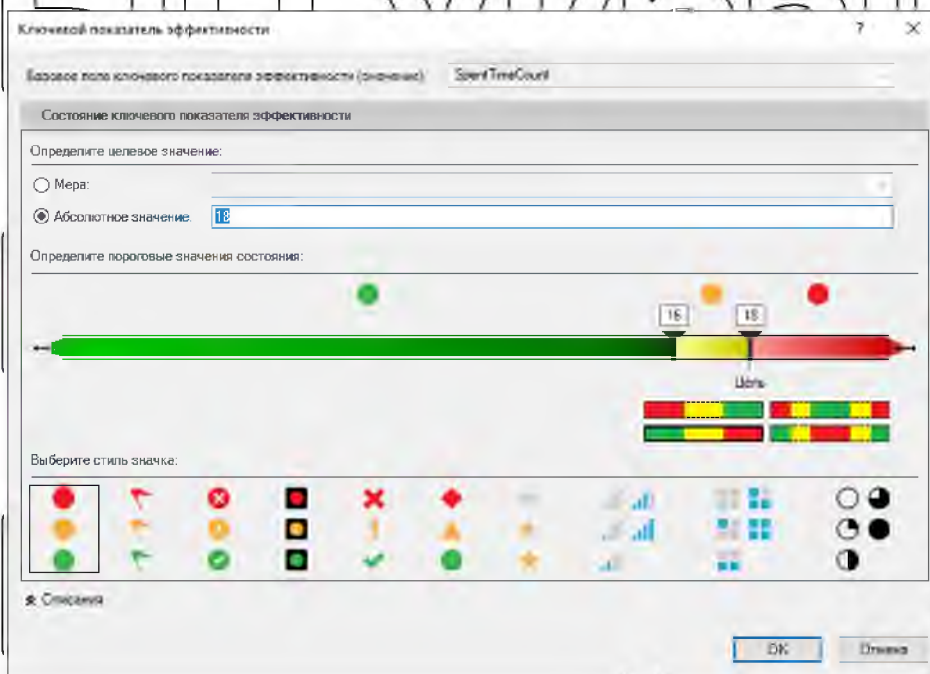 Ключевой показатель эффективности
? ×
Базовое поле ключевого показателя эффективности (значение): SpentTimeCount
Состояние ключевого показателя эффективности
Определите целевое значение:
Мера:
Абсолютное значение: 18
Определите пороговые значения состояния:
16 18
Цель
Выберите стиль значка:
Описания
OK Отмена